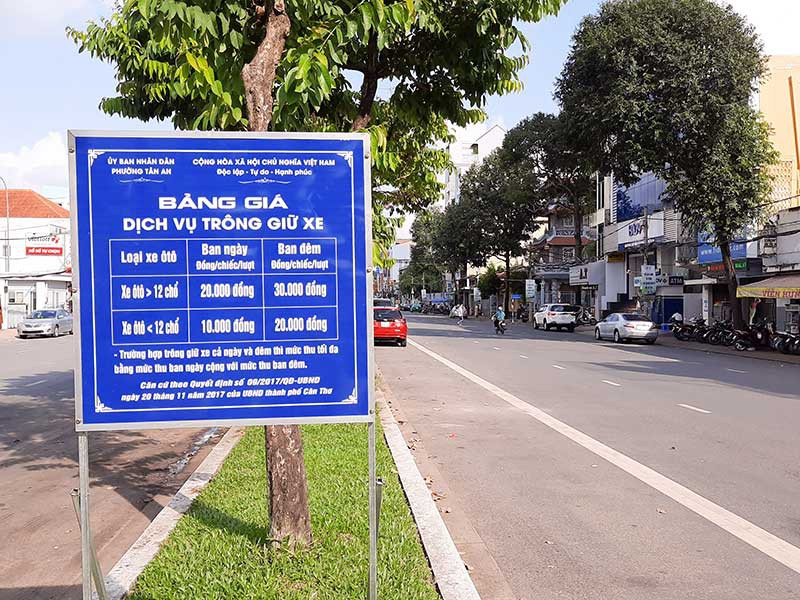 ỦY BAN NHÂN DÂN
PHƯỜNG TÂN AN
CỘNG HÒA XÃ HỘI CHỦ NGHĨA VIỆT NAM
Độc lập - Tự do - Hạnh phúc
BẢNG GIÁ
DỊCH VỤ TRÔNG GIỮ XE
Loại xe ôtô
Ban ngày
Đồng/chiếc/lượt
Ban đêm
Đồng/chiếc/lượt
Xe ôtô > 12 chổ
20.000 đồng
30.000 đồng
Xe ôtô < 12 chổ
10.000 đồng
20.000 đồng
- Trường hợp trông giữ xe cả ngày và đêm thì mức thu tối đa
bằng mức thu ban ngày cộng với mức thu ban đêm.
Căn cứ theo Quyết định số 09/2017/QĐ-UBND
ngày 20 tháng 11 năm 2017 của UBND thành phố Cần Thơ
ATM